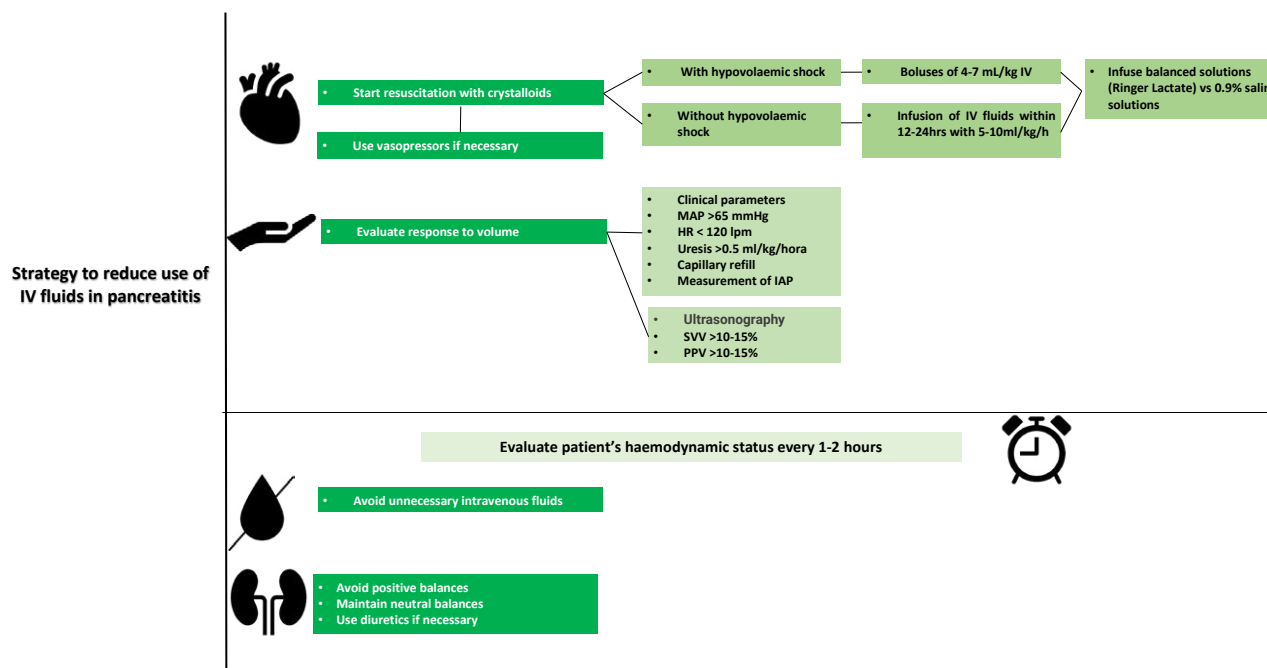 Strategy to reduce use of
IV fluids in pancreatitis
• Start resuscitation with crystalloids
• Use vasopressors if necessary
• With hypovolaemic shock
• Without hypovolaemic
shock
• Boluses of 4-7 mL/kg IV
• Infusion of IV fluids within
12-24hrs with 5-10ml/kg/h
• Infuse balanced solutions
(Ringer Lactate) vs 0.9% salin
solutions
• Evaluate response to volume
• Clinical parameters
• MAP >65 mmHg
• HR < 120 lpm
• Uresis >0.5 ml/kg/hora
• Capillary refill
• Measurement of IAP
• Ultrasonography
• SVV >10-15%
• PPV >10-15%
Evaluate patient’s haemodynamic status every 1-2 hours
• Avoid unnecessary intravenous fluids
• Avoid positive balances
• Maintain neutral balances
• Use diuretics if necessary